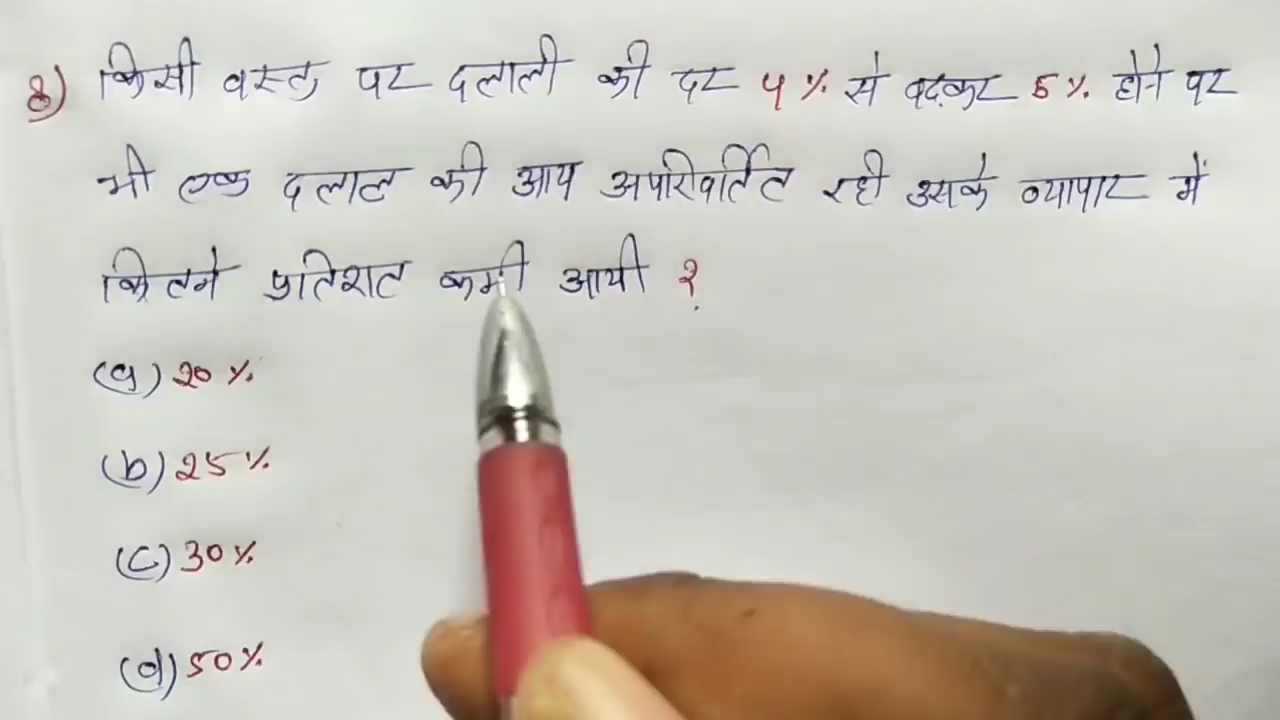 8) किसी वस्तु पर दलाली की दर 4% से बढ़कर 5% होने पर
भी एक दलाल की आय अपरिवर्तित रही उसके व्यापार में
कितने प्रतिशत कमी आयी ?
(a) 20%
(b) 25%
(c) 30%
(d) 50%